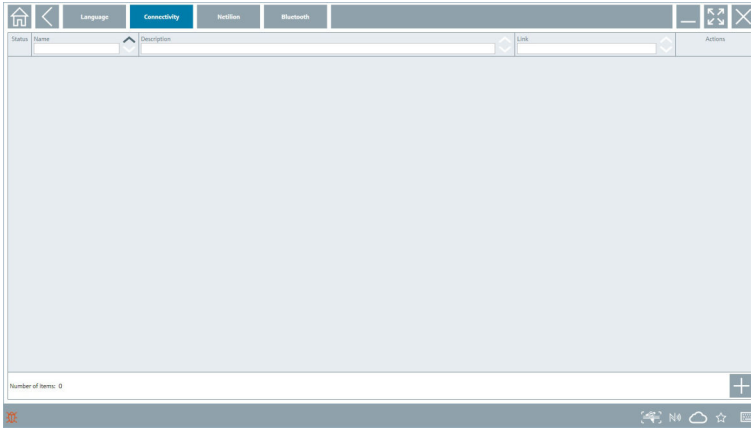 Language Connectivity Netilion Bluetooth
Status Name Description Link Actions
Number of items: 0